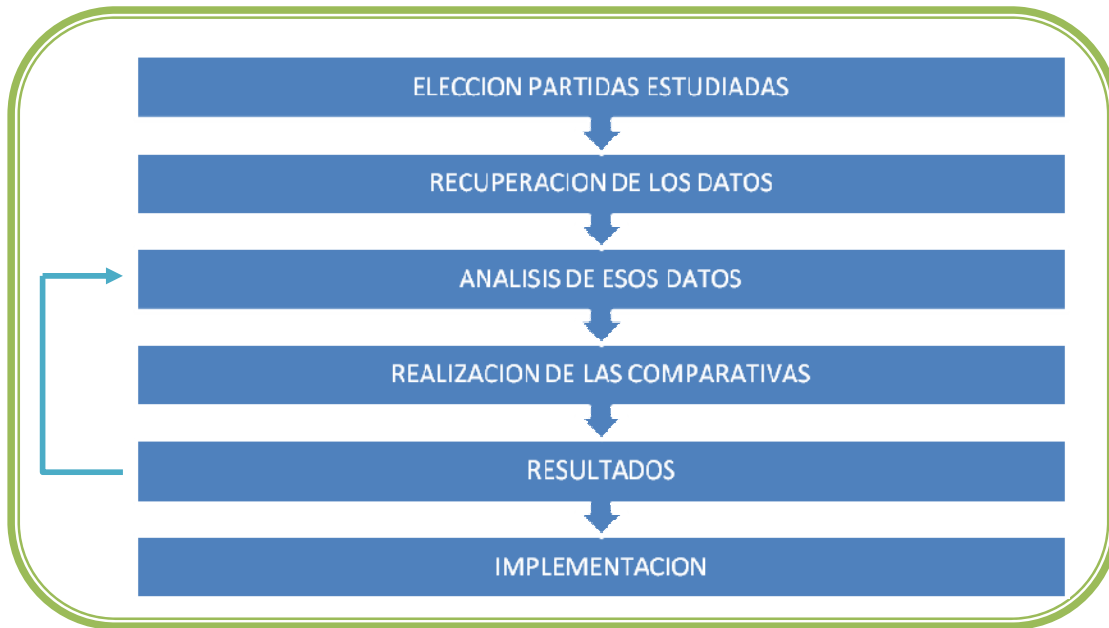 ELECCION PARTIDAS ESTUDIADAS
RECUPERACION DE LOS DATOS
ANALISIS DE ESOS DATOS
REALIZACION DE LAS COMPARATIVAS
RESULTADOS
IMPLEMENTACION